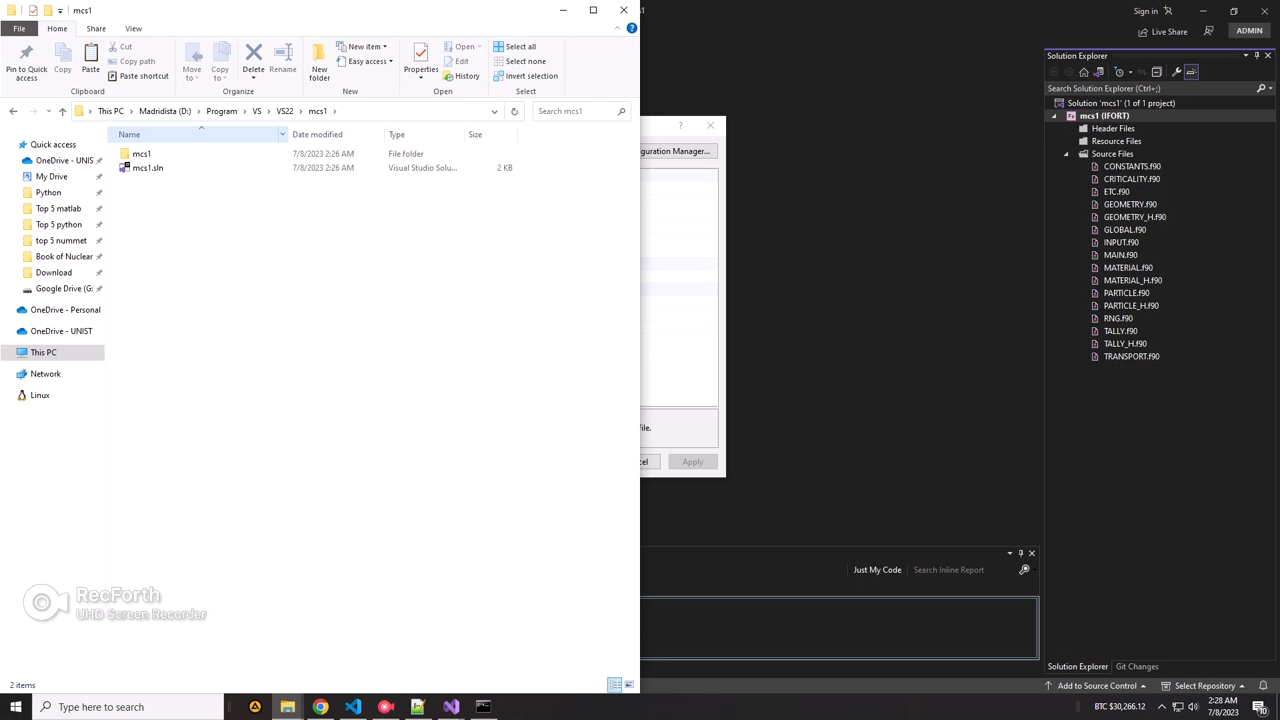 mcs1
File Home Share View
Pin to Quick access
Copy
Paste
Cut
Copy path
Paste shortcut
Clipboard
Move to
Copy to
Delete
Rename
Organize
New folder
New item
Easy access
New
Properties
Open
Edit
History
Open
Select all
Select none
Invert selection
Select
This PC Madridista (D:) Program VS VS22 mcs1
Search mcs1
Name Date modified Type Size
mcs1 7/8/2023 2:26 AM File folder
mcs1.sln 7/8/2023 2:26 AM Visual Studio Solu... 2 KB
Quick access
OneDrive - UNIS
My Drive
Python
Top 5 matlab
Top 5 python
top 5 nummet
Book of Nuclear
Download
Google Drive (G:
OneDrive - Personal
OneDrive - UNIST
This PC
Network
Linux
RecForth
UHD Screen Recorder
2 items
s1
Sign in
Live Share
ADMIN
?
guration Manager...
file.
cel
Apply
Just My Code Search Inline Report
Solution Explorer
Search Solution Explorer (Ctrl+;)
Solution 'mcs1' (1 of 1 project)
mcs1 (IFORT)
Header Files
Resource Files
Source Files
CONSTANTS.f90
CRITICALITY.f90
ETC.f90
GEOMETRY.f90
GEOMETRY_H.f90
GLOBAL.f90
INPUT.f90
MAIN.f90
MATERIAL.f90
MATERIAL_H.f90
PARTICLE.f90
PARTICLE_H.f90
RNG.f90
TALLY.f90
TALLY_H.f90
TRANSPORT.f90
Solution Explorer Git Changes
Add to Source Control Select Repository
Type here to search
BTC $30,266.12
2:28 AM
7/8/2023